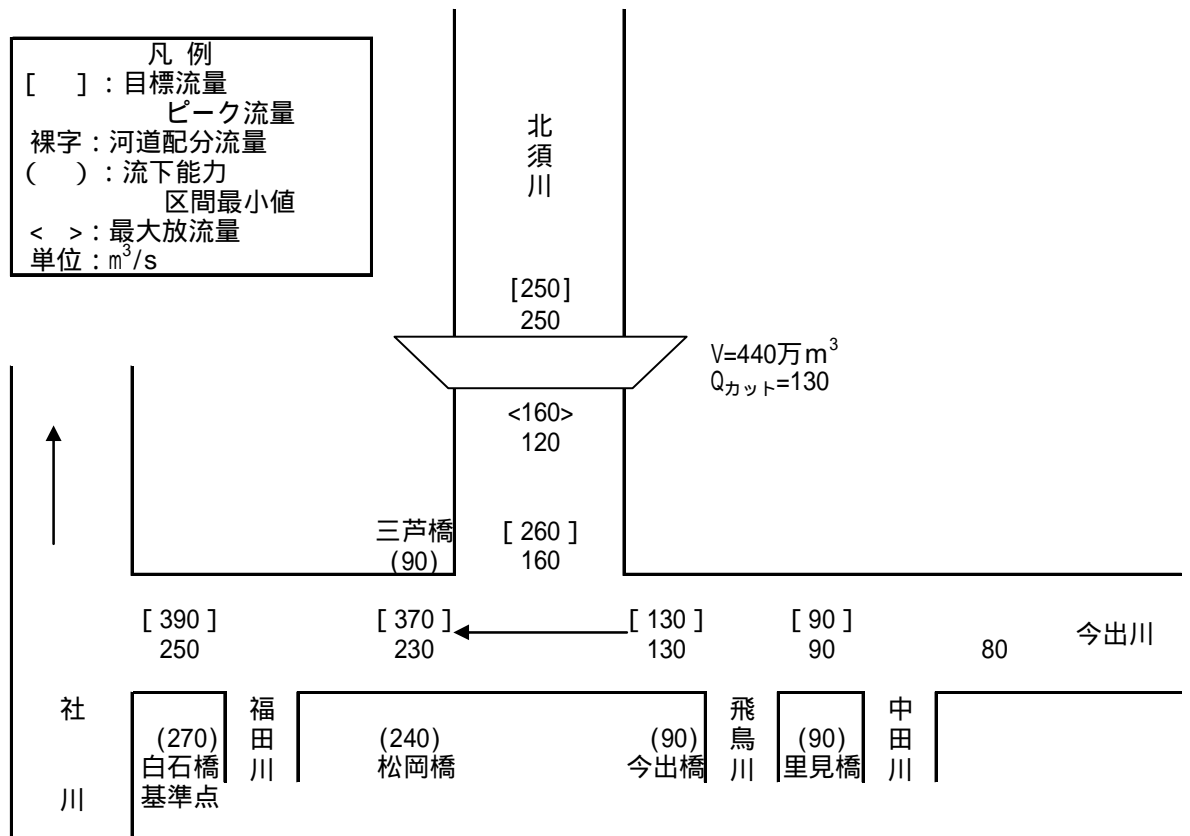 凡 例
[ ]:目標流量
ピーク流量
裸字:河道配分流量
( ):流下能力
区間最小値
< >:最大放流量
単位:m³/s
北須川
[250]
250
V=440万m³
Qカット=130
<160>
120
三芦橋
(90)
[ 260 ]
160
[ 390 ]
250
[ 370 ]
230
[ 130 ]
130
[ 90 ]
90
80
今出川
社川
(270)
白石橋
基準点
福田川
(240)
松岡橋
(90)
今出橋
飛鳥川
(90)
里見橋
中田川